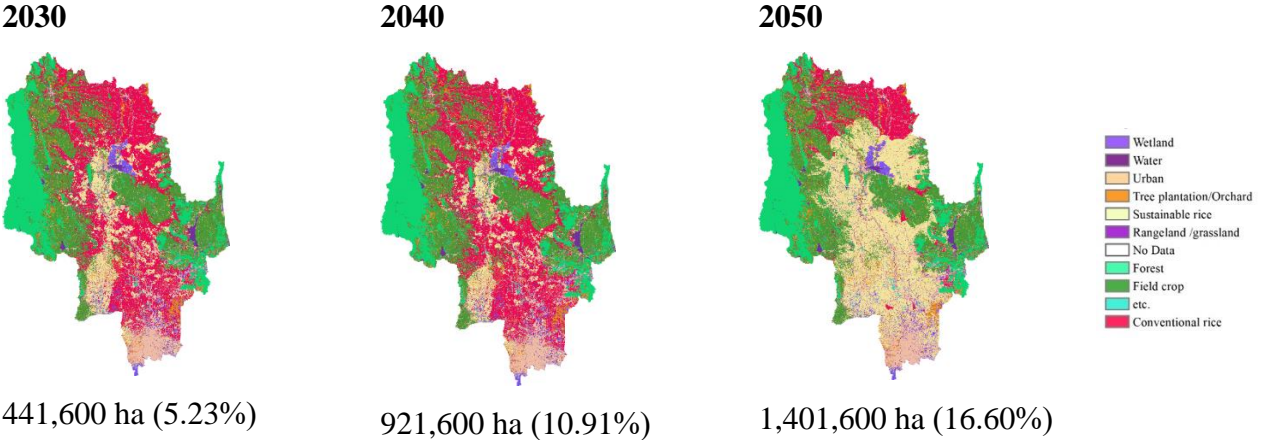 2030
2040
2050
Wetland
Water
Urban
Tree plantation/Orchard
Sustainable rice
Rangeland /grassland
No Data
Forest
Field crop
etc.
Conventional rice
441,600 ha (5.23%)
921,600 ha (10.91%)
1,401,600 ha (16.60%)